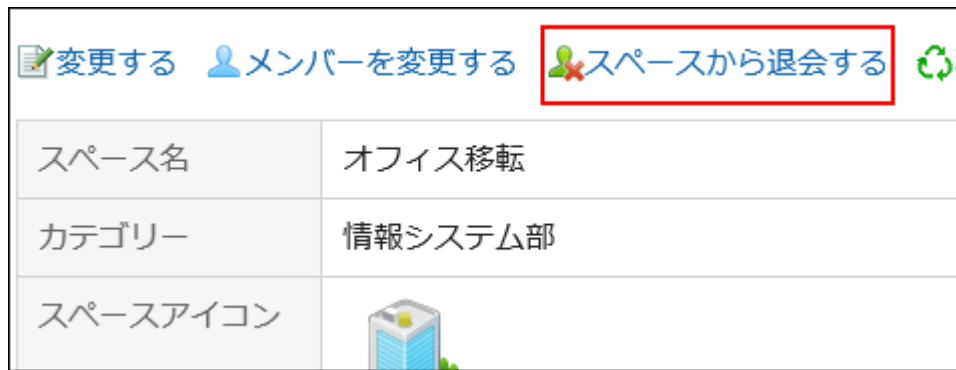 変更する メンバーを変更する スペースから退会する
スペース名 オフィス移転
カテゴリー 情報システム部
スペースアイコン